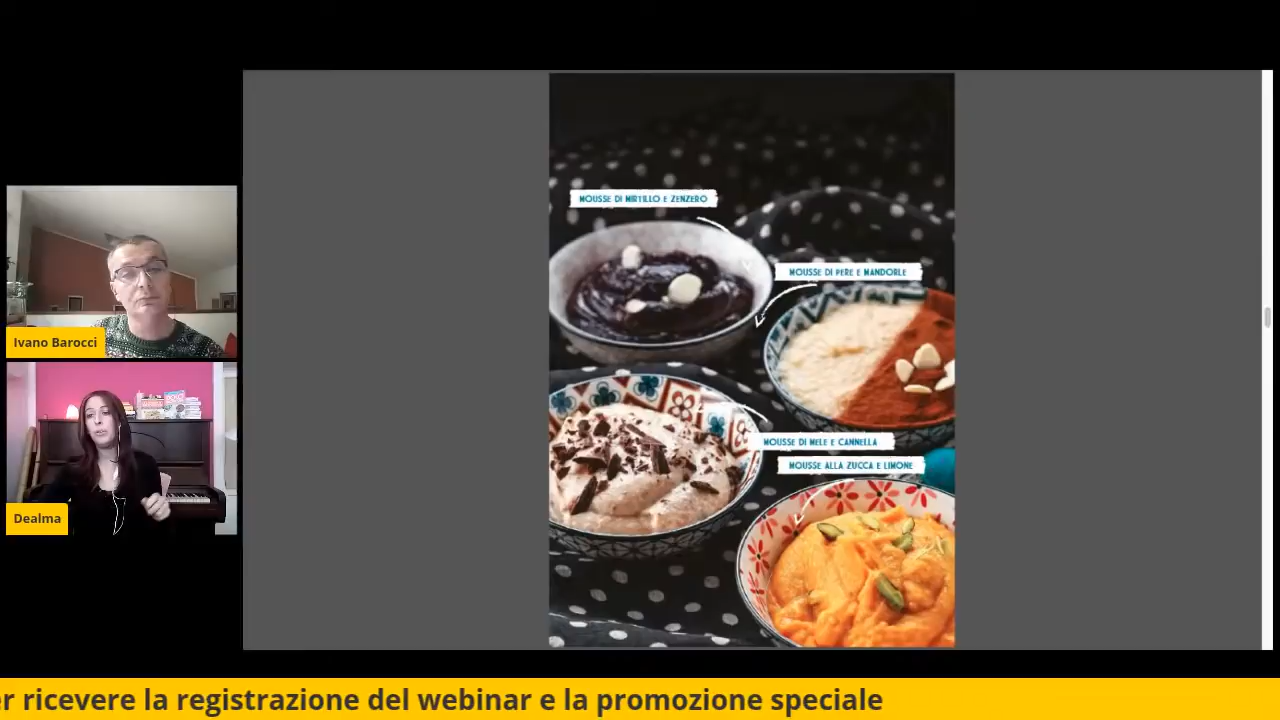 MOUSSE DI MIRTILLO E ZENZERO
MOUSSE DI PERE E MANDORLE
Ivano Barocci
MOUSSE DI MELE E CANNELLA
MOUSSE ALLA ZUCCA E LIMONE
Dealma
er ricevere la registrazione del webinar e la promozione speciale